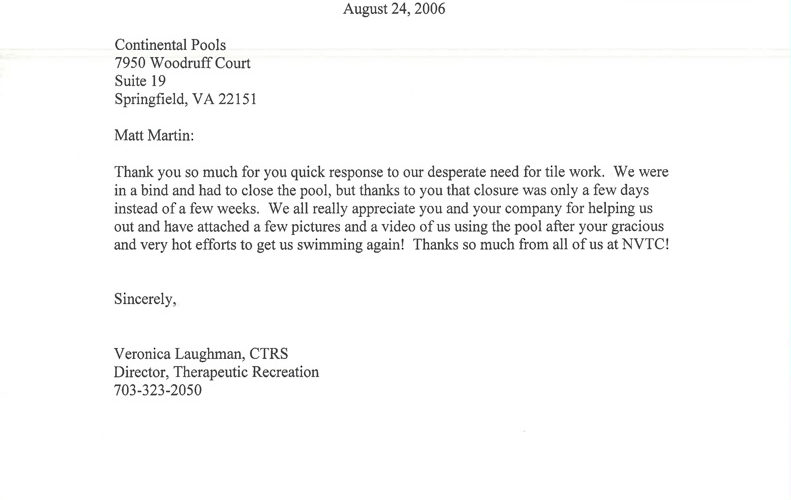 August 24, 2006
Continental Pools
7950 Woodruff Court
Suite 19
Springfield, VA 22151
Matt Martin:
Thank you so much for you quick response to our desperate need for tile work. We were
in a bind and had to close the pool, but thanks to you that closure was only a few days
instead of a few weeks. We all really appreciate you and your company for helping us
out and have attached a few pictures and a video of us using the pool after your gracious
and very hot efforts to get us swimming again! Thanks so much from all of us at NVTC!
Sincerely,
Veronica Laughman, CTRS
Director, Therapeutic Recreation
703-323-2050